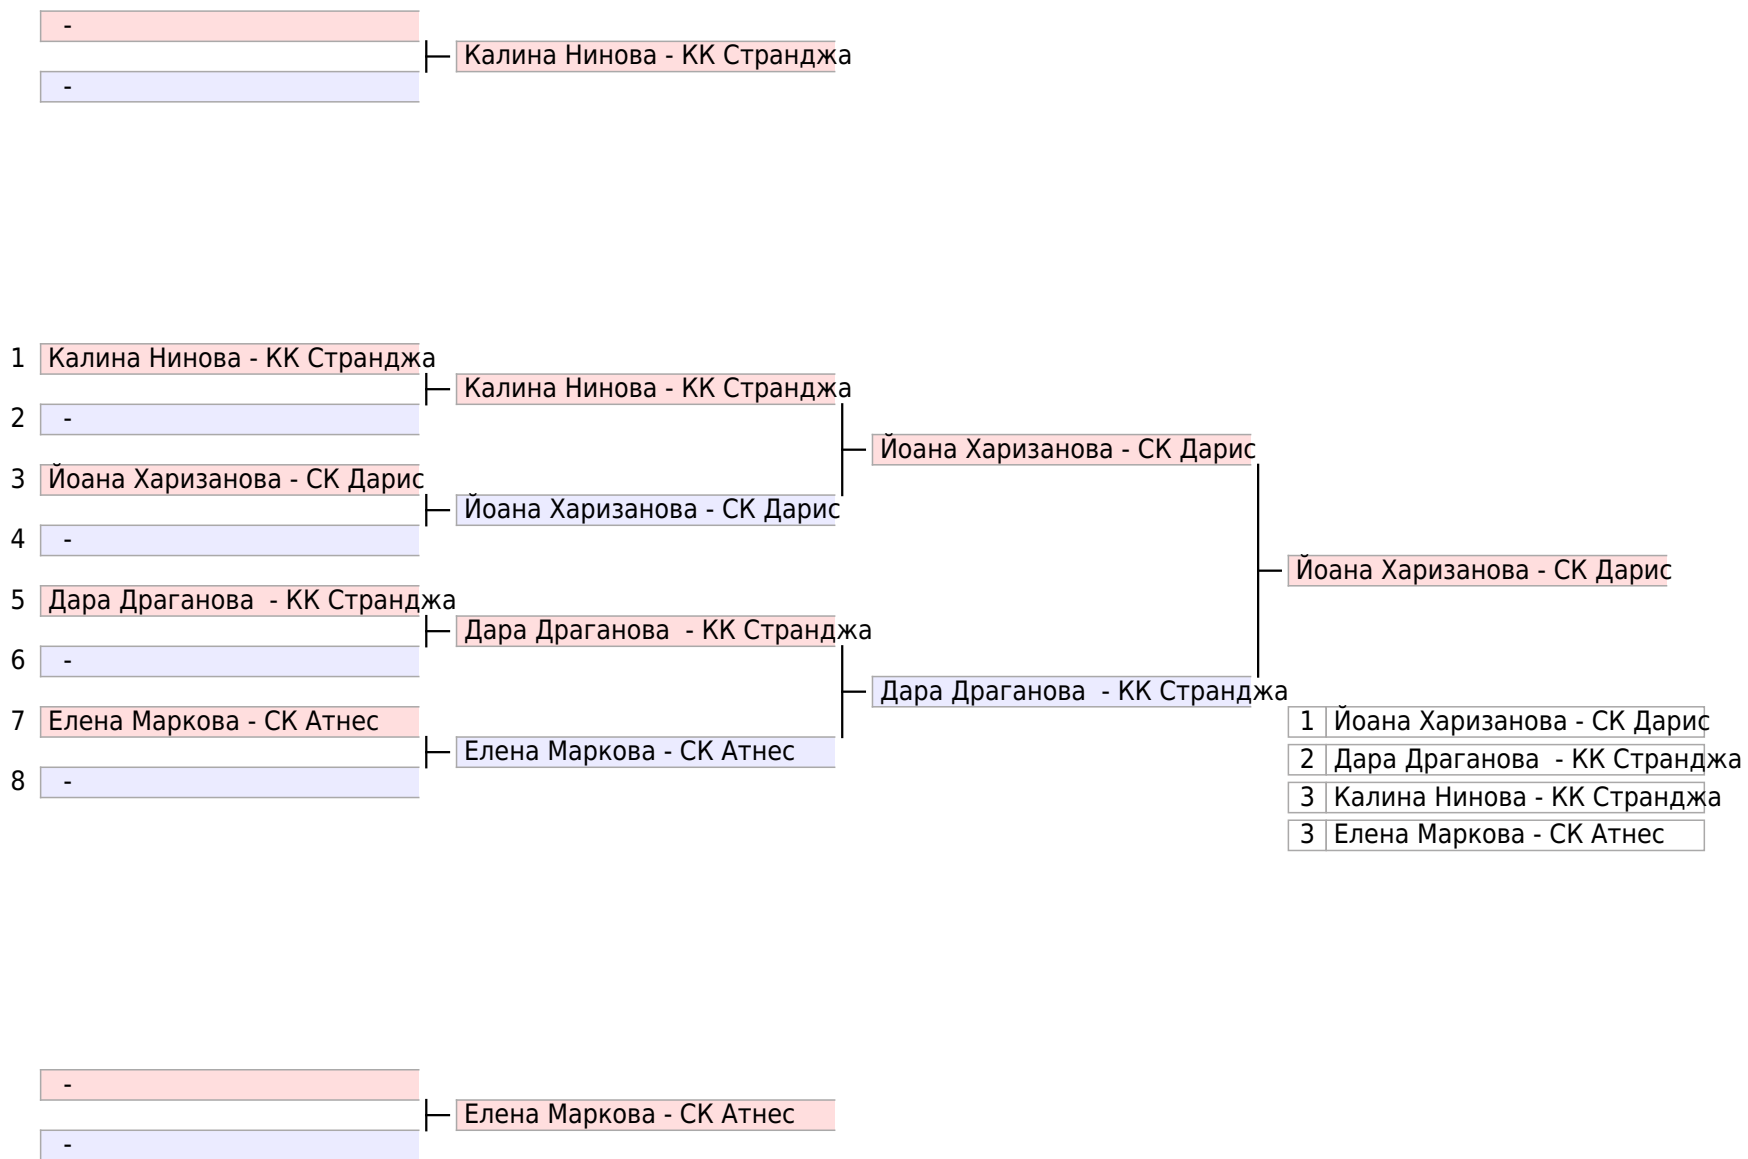 -
Калина Нинова - КК Странджа
-
1 Калина Нинова - КК Странджа
Калина Нинова - КК Странджа
2 -
Йоана Харизанова - СК Дарис
3 Йоана Харизанова - СК Дарис
Йоана Харизанова - СК Дарис
4 -
Йоана Харизанова - СК Дарис
5 Дара Драганова  - КК Странджа
Дара Драганова  - КК Странджа
6 -
Дара Драганова  - КК Странджа
7 Елена Маркова - СК Атнес
1 Йоана Харизанова - СК Дарис
Елена Маркова - СК Атнес
2 Дара Драганова  - КК Странджа
8 -
3 Калина Нинова - КК Странджа
3 Елена Маркова - СК Атнес
-
Елена Маркова - СК Атнес
-